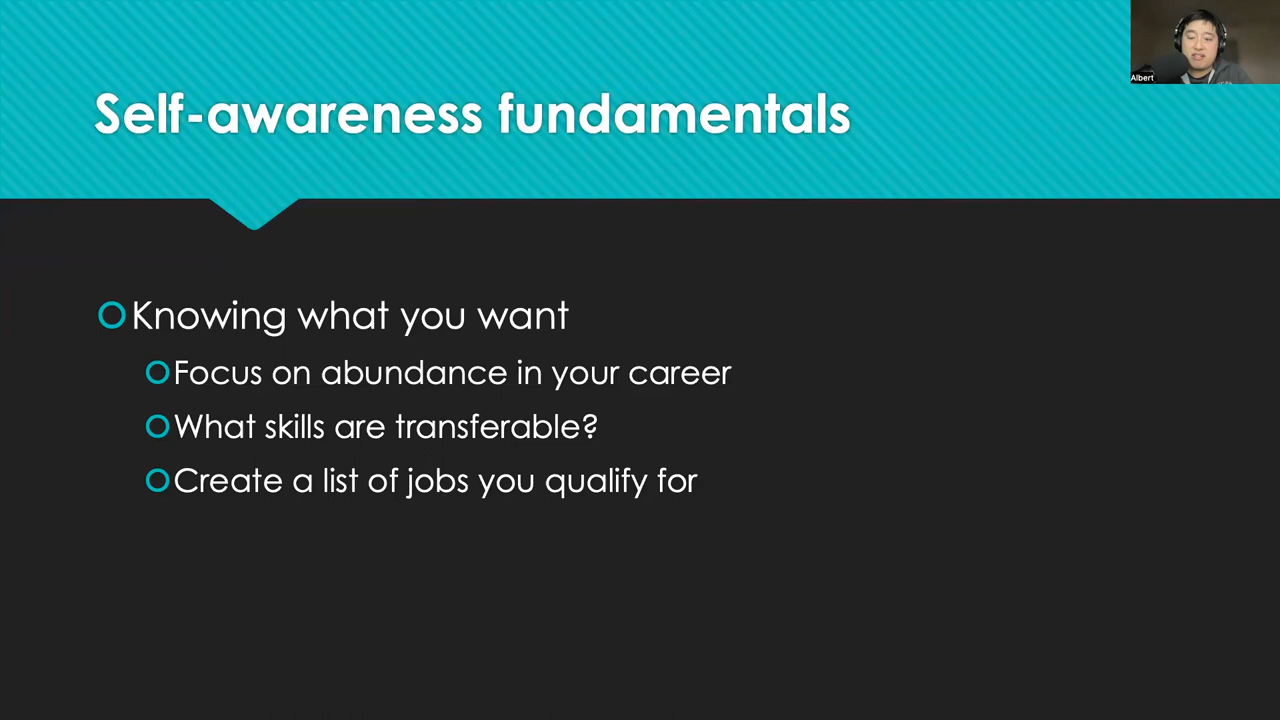 Albert
Self-awareness fundamentals
Knowing what you want
Focus on abundance in your career
What skills are transferable?
Create a list of jobs you qualify for